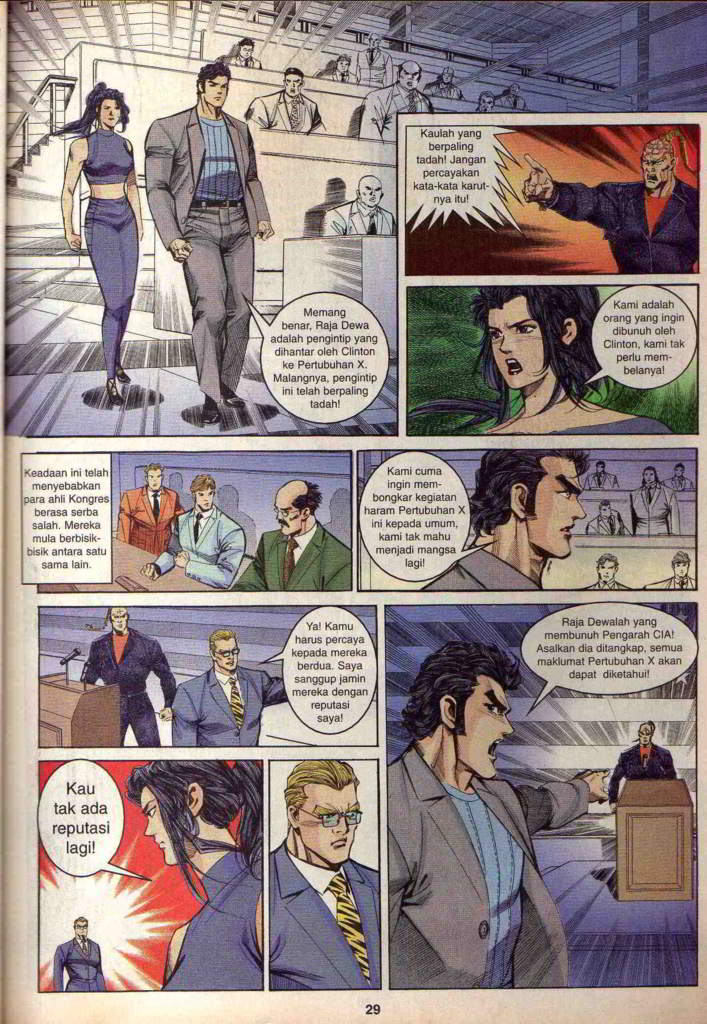 Memang
benar, Raja Dewa
adalah pengintip yang
dihantar oleh Clinton
ke Pertubuhan X.
Malangnya, pengintip
ini telah berpaling
tadah!
Kaulah yang
berpaling
tadah! Jangan
percayakan
kata-kata karut-
nya itu!
Kami adalah
orang yang ingin
dibunuh oleh
Clinton, kami tak
perlu mem-
belanya!
Keadaan ini telah
menyebabkan
para ahli Kongres
berasa serba
salah. Mereka
mula berbisik-
bisik antara satu
sama lain.
Kami cuma
ingin mem-
bongkar kegiatan
haram Pertubuhan X
ini kepada umum,
kami tak mahu
menjadi mangsa
lagi!
Ya! Kamu
harus percaya
kepada mereka
berdua. Saya
sanggup jamin
mereka dengan
reputasi
saya!
Raja Dewalah yang
membunuh Pengarah CIA!
Asalkan dia ditangkap, semua
maklumat Pertubuhan X akan
dapat diketahui!
Kau
tak ada
reputasi
lagi!
29